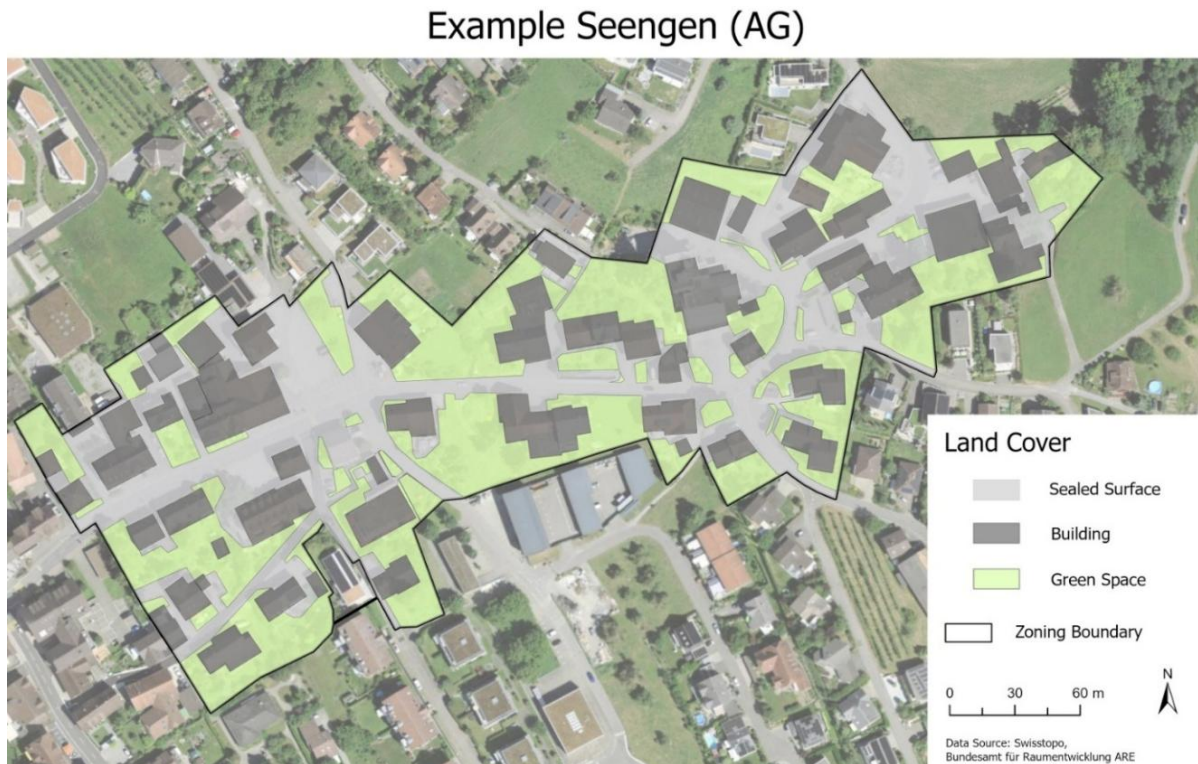 Example Seengen (AG)
Land Cover
Sealed Surface
Building
Green Space
Zoning Boundary
N
0 30 60 m
Data Source: Swisstopo,
Bundesamt für Raumentwicklung ARE